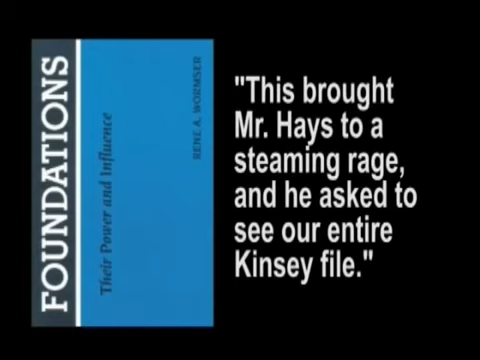 FOUNDATIONS
Their Power and Influence
RENE A. WORMSER
"This brought
Mr. Hays to a
steaming rage,
and he asked to
see our entire
Kinsey file."